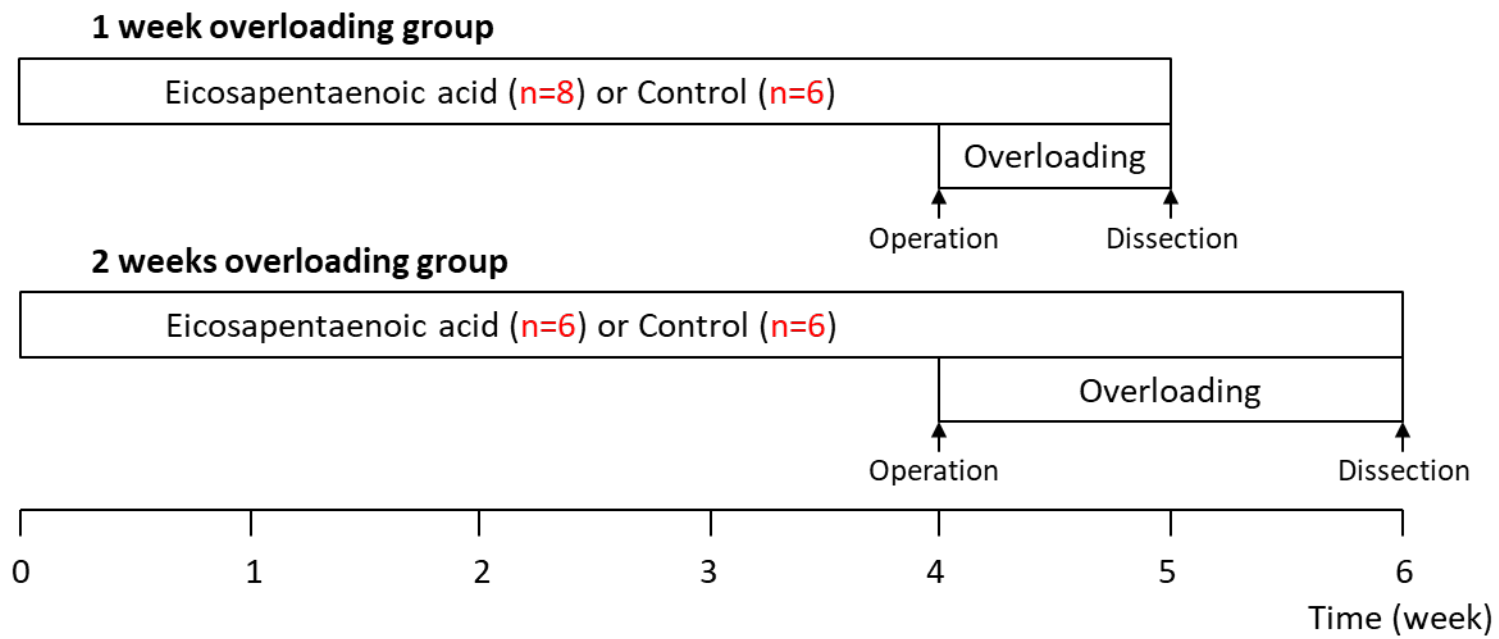 1 week overloading group
Eicosapentaenoic acid (n=8) or Control (n=6)
Overloading
Operation
Dissection
2 weeks overloading group
Eicosapentaenoic acid (n=6) or Control (n=6)
Overloading
Operation
Dissection
0 1 2 3 4 5 6
Time (week)